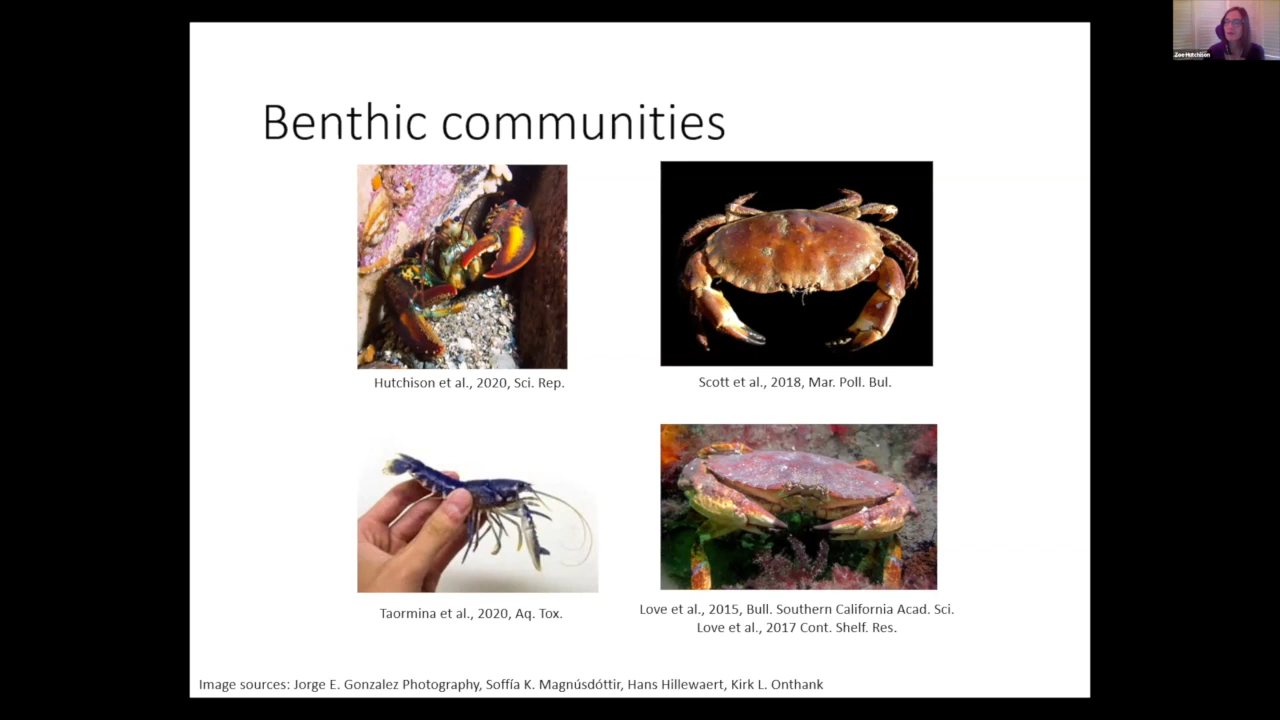 Zoe Hutchison
Benthic communities
Hutchison et al., 2020, Sci. Rep.
Scott et al., 2018, Mar. Poll. Bul.
Taormina et al., 2020, Aq. Tox.
Love et al., 2015, Bull. Southern California Acad. Sci.
Love et al., 2017 Cont. Shelf. Res.
Image sources: Jorge E. Gonzalez Photography, Soffía K. Magnúsdóttir, Hans Hillewaert, Kirk L. Onthank